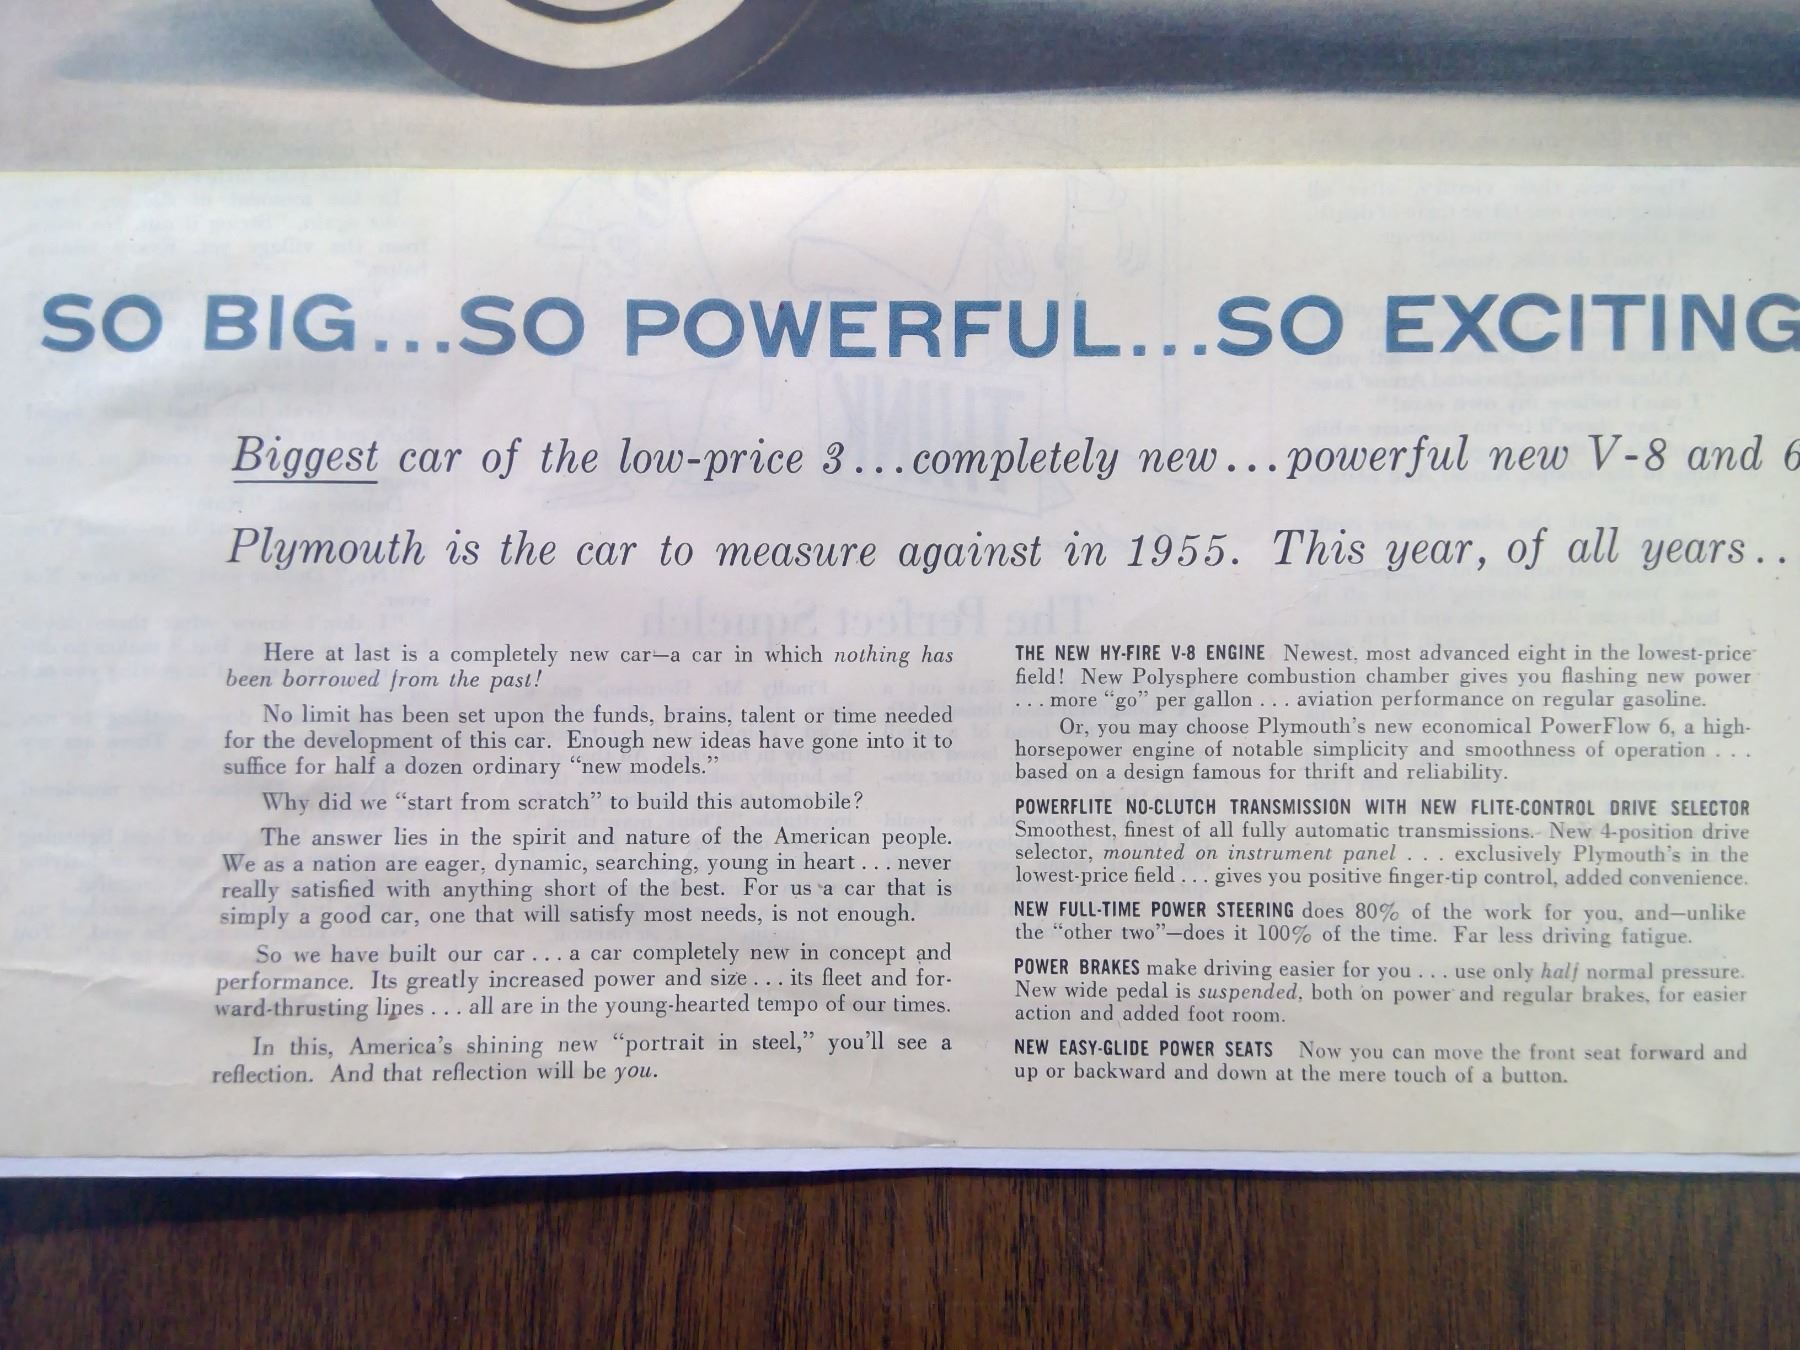 SO BIG...SO POWERFUL...SO EXCITING
Biggest car of the low-price 3...completely new...powerful new V-8 and 6
Plymouth is the car to measure against in 1955. This year, of all years..
Here at last is a completely new car—a car in which nothing has
been borrowed from the past!
No limit has been set upon the funds, brains, talent or time needed
for the development of this car. Enough new ideas have gone into it to
suffice for half a dozen ordinary “new models.”
Why did we “start from scratch” to build this automobile?
The answer lies in the spirit and nature of the American people.
We as a nation are eager, dynamic, searching, young in heart . . . never
really satisfied with anything short of the best. For us a car that is
simply a good car, one that will satisfy most needs, is not enough.
So we have built our car . . . a car completely new in concept and
performance. Its greatly increased power and size . . . its fleet and for-
ward-thrusting lines . . . all are in the young-hearted tempo of our times.
In this, America’s shining new “portrait in steel,” you’ll see a
reflection. And that reflection will be you.
THE NEW HY-FIRE V-8 ENGINE Newest, most advanced eight in the lowest-price
field! New Polysphere combustion chamber gives you flashing new power
. . . more “go” per gallon . . . aviation performance on regular gasoline.
Or, you may choose Plymouth’s new economical PowerFlow 6, a high-
horsepower engine of notable simplicity and smoothness of operation . . .
based on a design famous for thrift and reliability.
POWERFLITE NO-CLUTCH TRANSMISSION WITH NEW FLITE-CONTROL DRIVE SELECTOR
Smoothest, finest of all fully automatic transmissions. New 4-position drive
selector, mounted on instrument panel . . . exclusively Plymouth’s in the
lowest-price field . . . gives you positive finger-tip control, added convenience.
NEW FULL-TIME POWER STEERING does 80% of the work for you, and—unlike
the “other two”—does it 100% of the time. Far less driving fatigue.
POWER BRAKES make driving easier for you . . . use only half normal pressure.
New wide pedal is suspended, both on power and regular brakes, for easier
action and added foot room.
NEW EASY-GLIDE POWER SEATS Now you can move the front seat forward and
up or backward and down at the mere touch of a button.